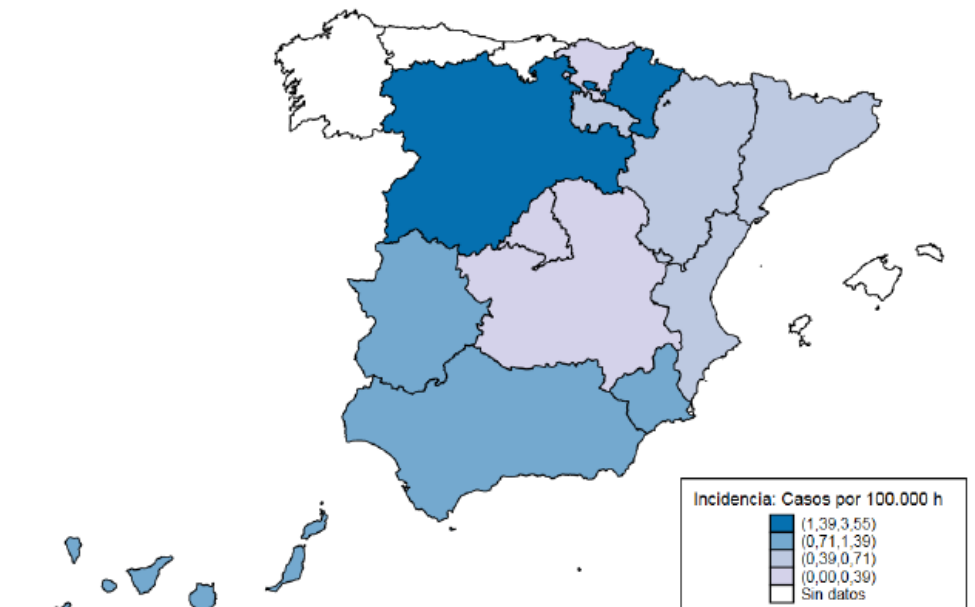 Incidencia: Casos por 100.000 h
(1,39,3,55)
(0,71,1,39)
(0,39,0,71)
(0,00,0,39)
Sin datos